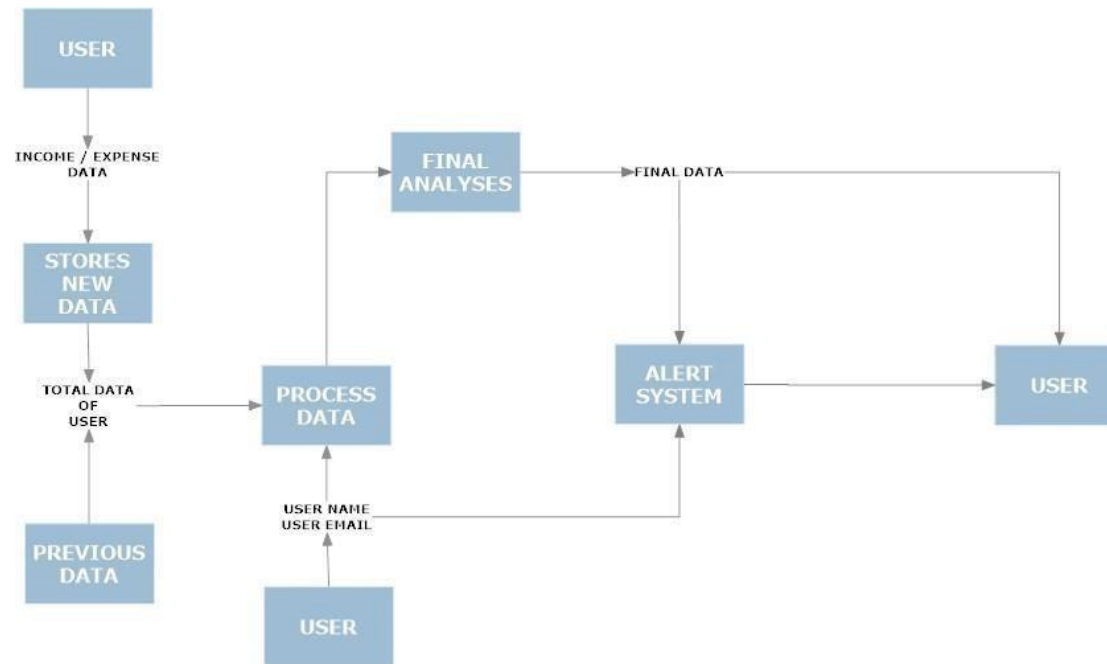 USER
INCOME / EXPENSE
DATA
STORES
NEW
DATA
TOTAL DATA
OF
USER
PREVIOUS
DATA
PROCESS
DATA
USER NAME
USER EMAIL
USER
FINAL
ANALYSES
FINAL DATA
ALERT
SYSTEM
USER